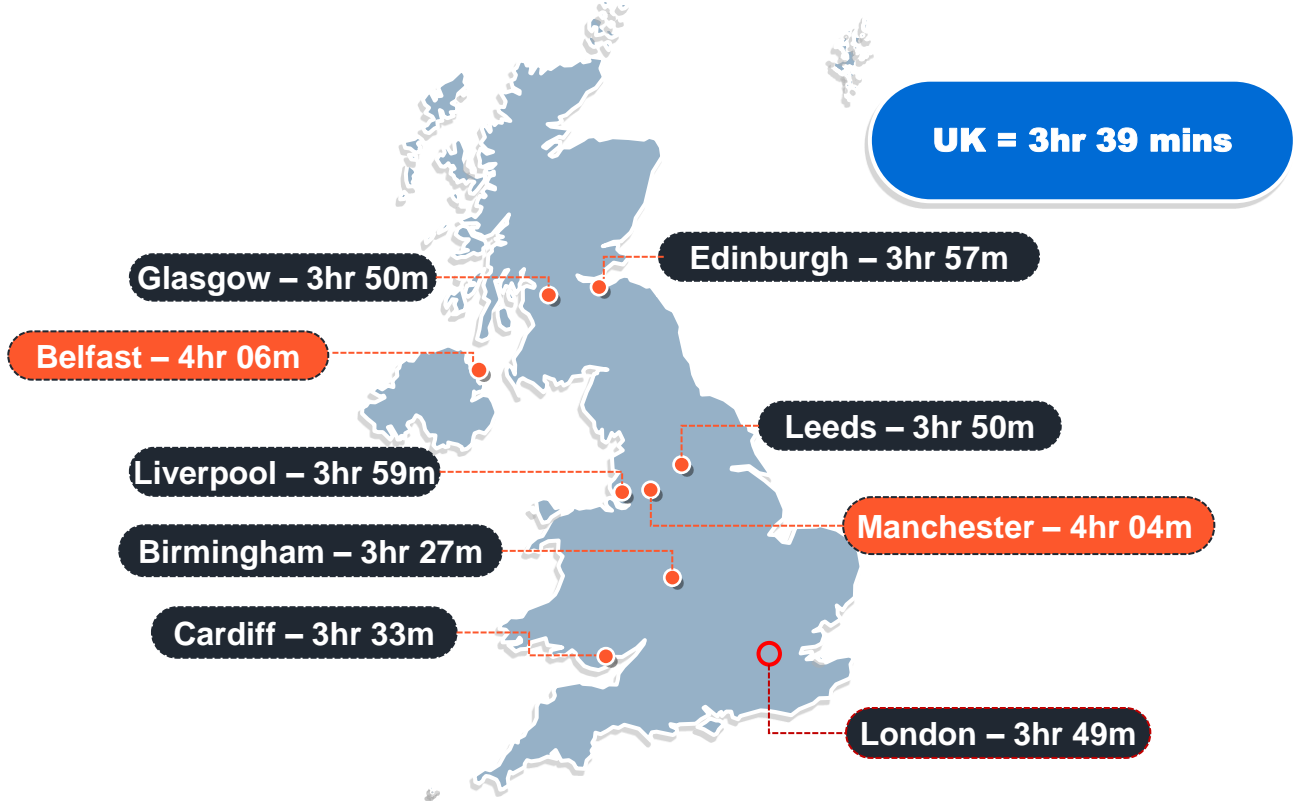 UK = 3hr 39 mins
Edinburgh – 3hr 57m
Glasgow – 3hr 50m
Belfast – 4hr 06m
Leeds – 3hr 50m
Liverpool – 3hr 59m
Manchester – 4hr 04m
Birmingham – 3hr 27m
Cardiff – 3hr 33m
London – 3hr 49m